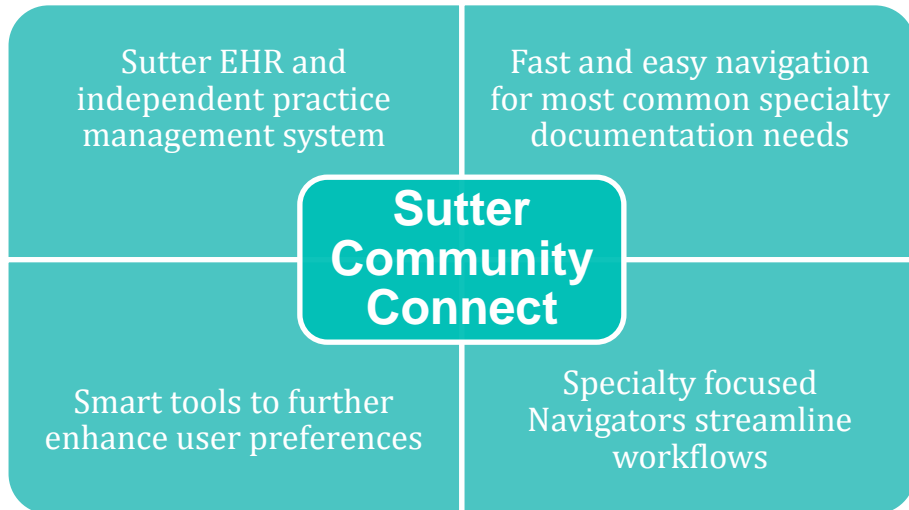 Sutter EHR and
independent practice
management system
Fast and easy navigation
for most common specialty
documentation needs
Sutter
Community
Connect
Smart tools to further
enhance user preferences
Specialty focused
Navigators streamline
workflows